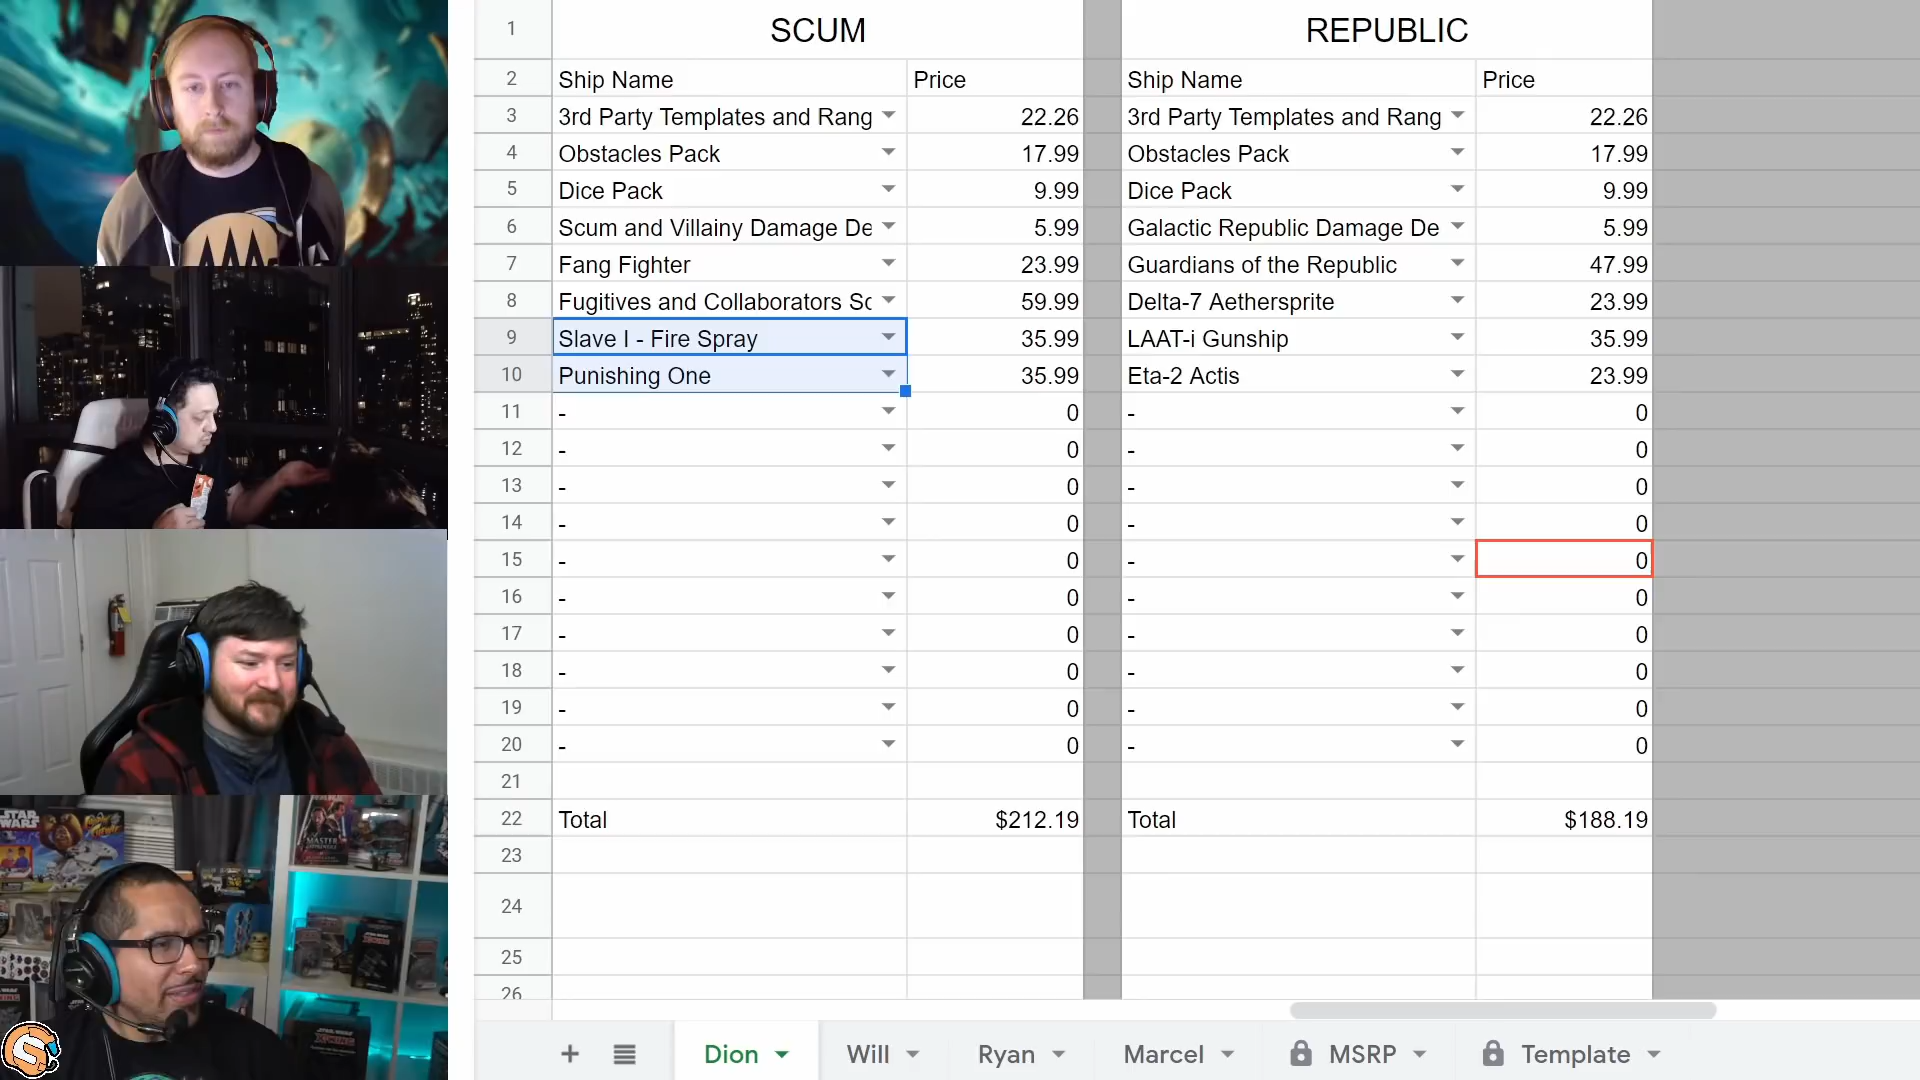 1 SCUM REPUBLIC
2 Ship Name Price Ship Name Price
3 3rd Party Templates and Rang 22.26 3rd Party Templates and Rang 22.26
4 Obstacles Pack 17.99 Obstacles Pack 17.99
5 Dice Pack 9.99 Dice Pack 9.99
6 Scum and Villainy Damage De 5.99 Galactic Republic Damage De 5.99
7 Fang Fighter 23.99 Guardians of the Republic 47.99
8 Fugitives and Collaborators Sc 59.99 Delta-7 Aethersprite 23.99
9 Slave I - Fire Spray 35.99 LAAT-i Gunship 35.99
10 Punishing One 35.99 Eta-2 Actis 23.99
11 - 0 - 0
12 - 0 - 0
13 - 0 - 0
14 - 0 - 0
15 - 0 - 0
16 - 0 - 0
17 - 0 - 0
18 - 0 - 0
19 - 0 - 0
20 - 0 - 0
21
22 Total $212.19 Total $188.19
23
24
25
26
+ Dion Will Ryan Marcel MSRP Template
STAR
WARS
MASTER